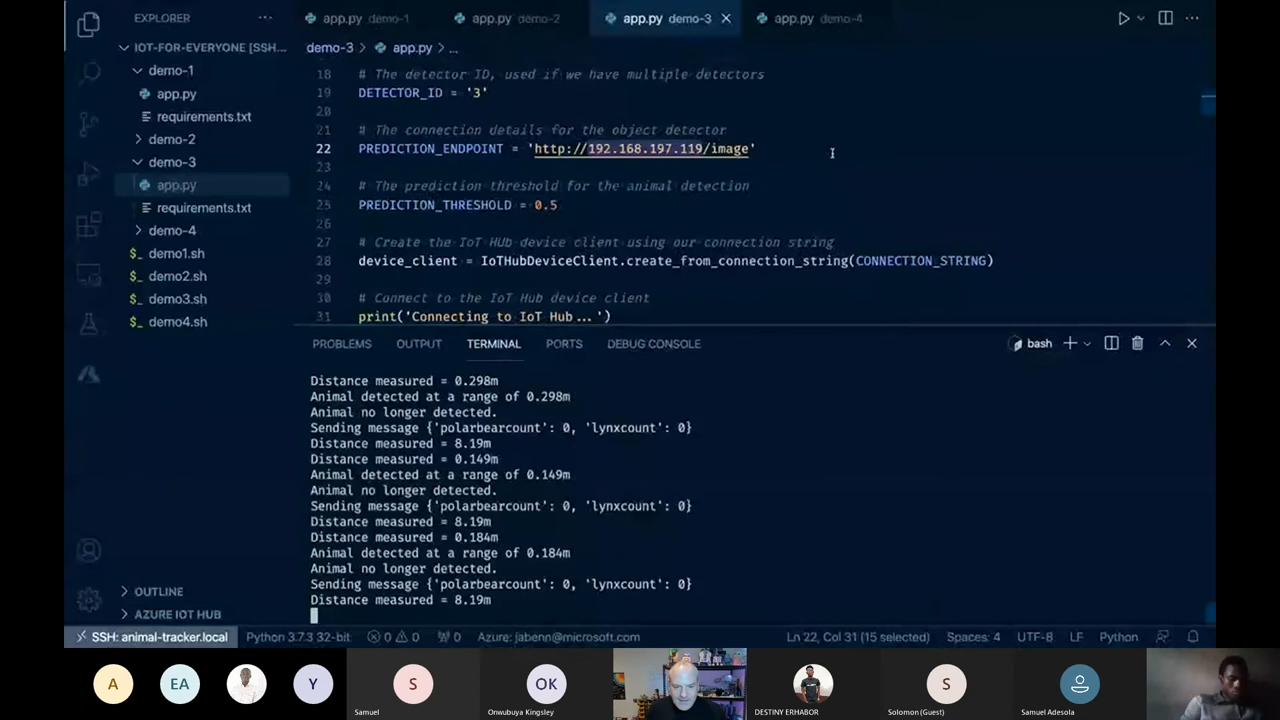 EXPLORER
app.py demo-1
app.py demo-2
app.py demo-3
app.py demo-4
IOT-FOR-EVERYONE [SSH...
demo-1
app.py
requirements.txt
demo-2
demo-3
app.py
requirements.txt
demo-4
demo1.sh
demo2.sh
demo3.sh
demo4.sh
OUTLINE
AZURE IOT HUB
demo-3 > app.py > ...
18 # The detector ID, used if we have multiple detectors
19 DETECTOR_ID = '3'
20
21 # The connection details for the object detector
22 PREDICTION_ENDPOINT = 'http://192.168.197.119/image'
23
24 # The prediction threshold for the animal detection
25 PREDICTION_THRESHOLD = 0.5
26
27 # Create the IoT HUb device client using our connection string
28 device_client = IoTHubDeviceClient.create_from_connection_string(CONNECTION_STRING)
29
30 # Connect to the IoT Hub device client
31 print('Connecting to IoT Hub...')
PROBLEMS OUTPUT TERMINAL PORTS DEBUG CONSOLE bash
Distance measured = 0.298m
Animal detected at a range of 0.298m
Animal no longer detected.
Sending message {'polarbearcount': 0, 'lynxcount': 0}
Distance measured = 8.19m
Distance measured = 0.149m
Animal detected at a range of 0.149m
Animal no longer detected.
Sending message {'polarbearcount': 0, 'lynxcount': 0}
Distance measured = 8.19m
Distance measured = 0.184m
Animal detected at a range of 0.184m
Animal no longer detected.
Sending message {'polarbearcount': 0, 'lynxcount': 0}
Distance measured = 8.19m
SSH: animal-tracker.local Python 3.7.3 32-bit 0 0 0 Azure: jabenn@microsoft.com Ln 22, Col 31 (15 selected) Spaces: 4 UTF-8 LF Python
A EA Y S OK S
Samuel Onwubuya Kingsley DESTINY ERHABOR Solomon (Guest) Samuel Adesola